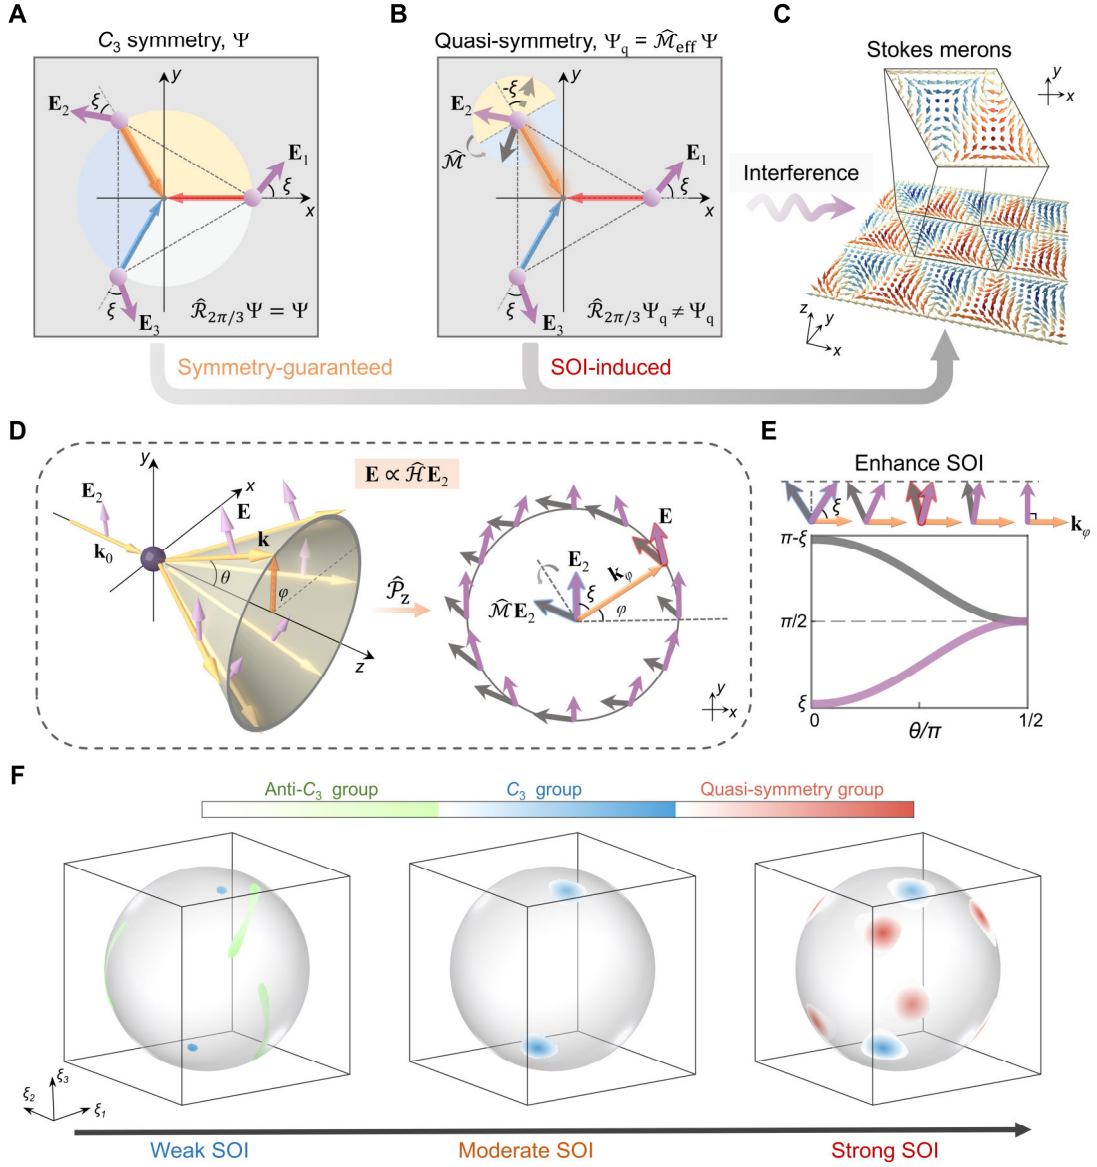 A
C₃ symmetry, Ψ
y
E₂
ξ
E₁
ξ
x
ξ
E₃
R̂₂π/₃Ψ = Ψ
B
Quasi-symmetry, Ψq = M̂eff Ψ
y
-ξ
E₂
M̂
E₁
ξ
x
ξ
E₃
R̂₂π/₃Ψq ≠ Ψq
C
Stokes merons
y
x
Interference
z
y
x
Symmetry-guaranteed
SOI-induced
D
y
E ∝ ĤE₂
E₂
x
E
k₀
k
θ
φ
z
P̂z
E
E₂
kφ
M̂E₂
ξ
φ
y
x
E
Enhance SOI
ξ
kφ
π-ξ
π/2
ξ
0
1/2
θ/π
F
Anti-C₃ group
C₃ group
Quasi-symmetry group
ξ₃
ξ₂
ξ₁
Weak SOI
Moderate SOI
Strong SOI